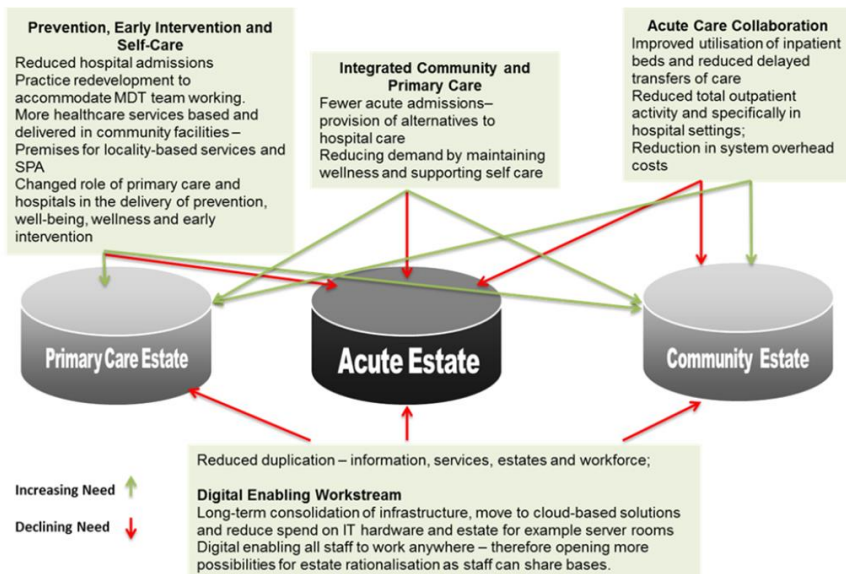 Prevention, Early Intervention and
Self-Care
Reduced hospital admissions
Practice redevelopment to
accommodate MDT team working.
More healthcare services based and
delivered in community facilities –
Premises for locality-based services and
SPA
Changed role of primary care and
hospitals in the delivery of prevention,
well-being, wellness and early
intervention
Integrated Community and
Primary Care
Fewer acute admissions–
provision of alternatives to
hospital care
Reducing demand by maintaining
wellness and supporting self care
Acute Care Collaboration
Improved utilisation of inpatient
beds and reduced delayed
transfers of care
Reduced total outpatient
activity and specifically in
hospital settings;
Reduction in system overhead
costs
Primary Care Estate
Acute Estate
Community Estate
Increasing Need
Declining Need
Reduced duplication – information, services, estates and workforce;
Digital Enabling Workstream
Long-term consolidation of infrastructure, move to cloud-based solutions
and reduce spend on IT hardware and estate for example server rooms
Digital enabling all staff to work anywhere – therefore opening more
possibilities for estate rationalisation as staff can share bases.